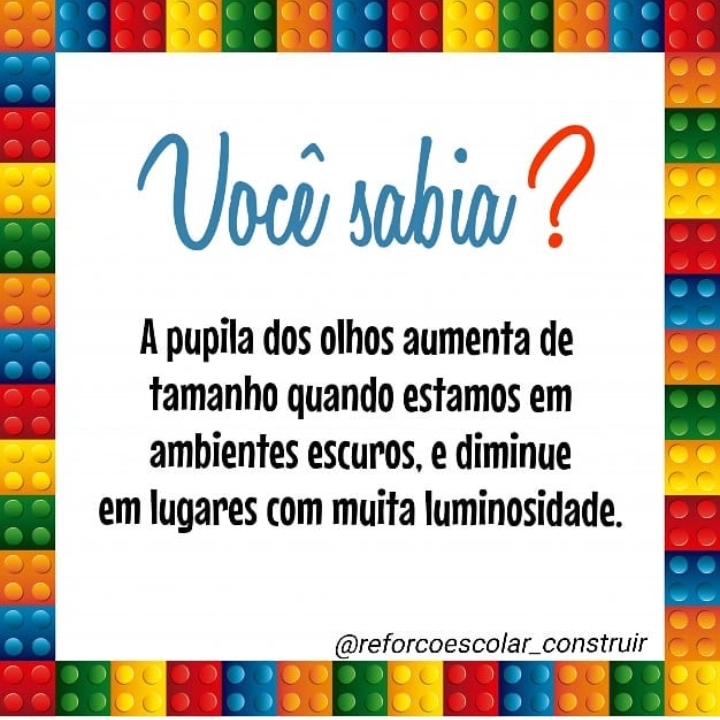 Você sabia?
A pupila dos olhos aumenta de
tamanho quando estamos em
ambientes escuros, e diminue
em lugares com muita luminosidade.
@reforcoescolar_construir